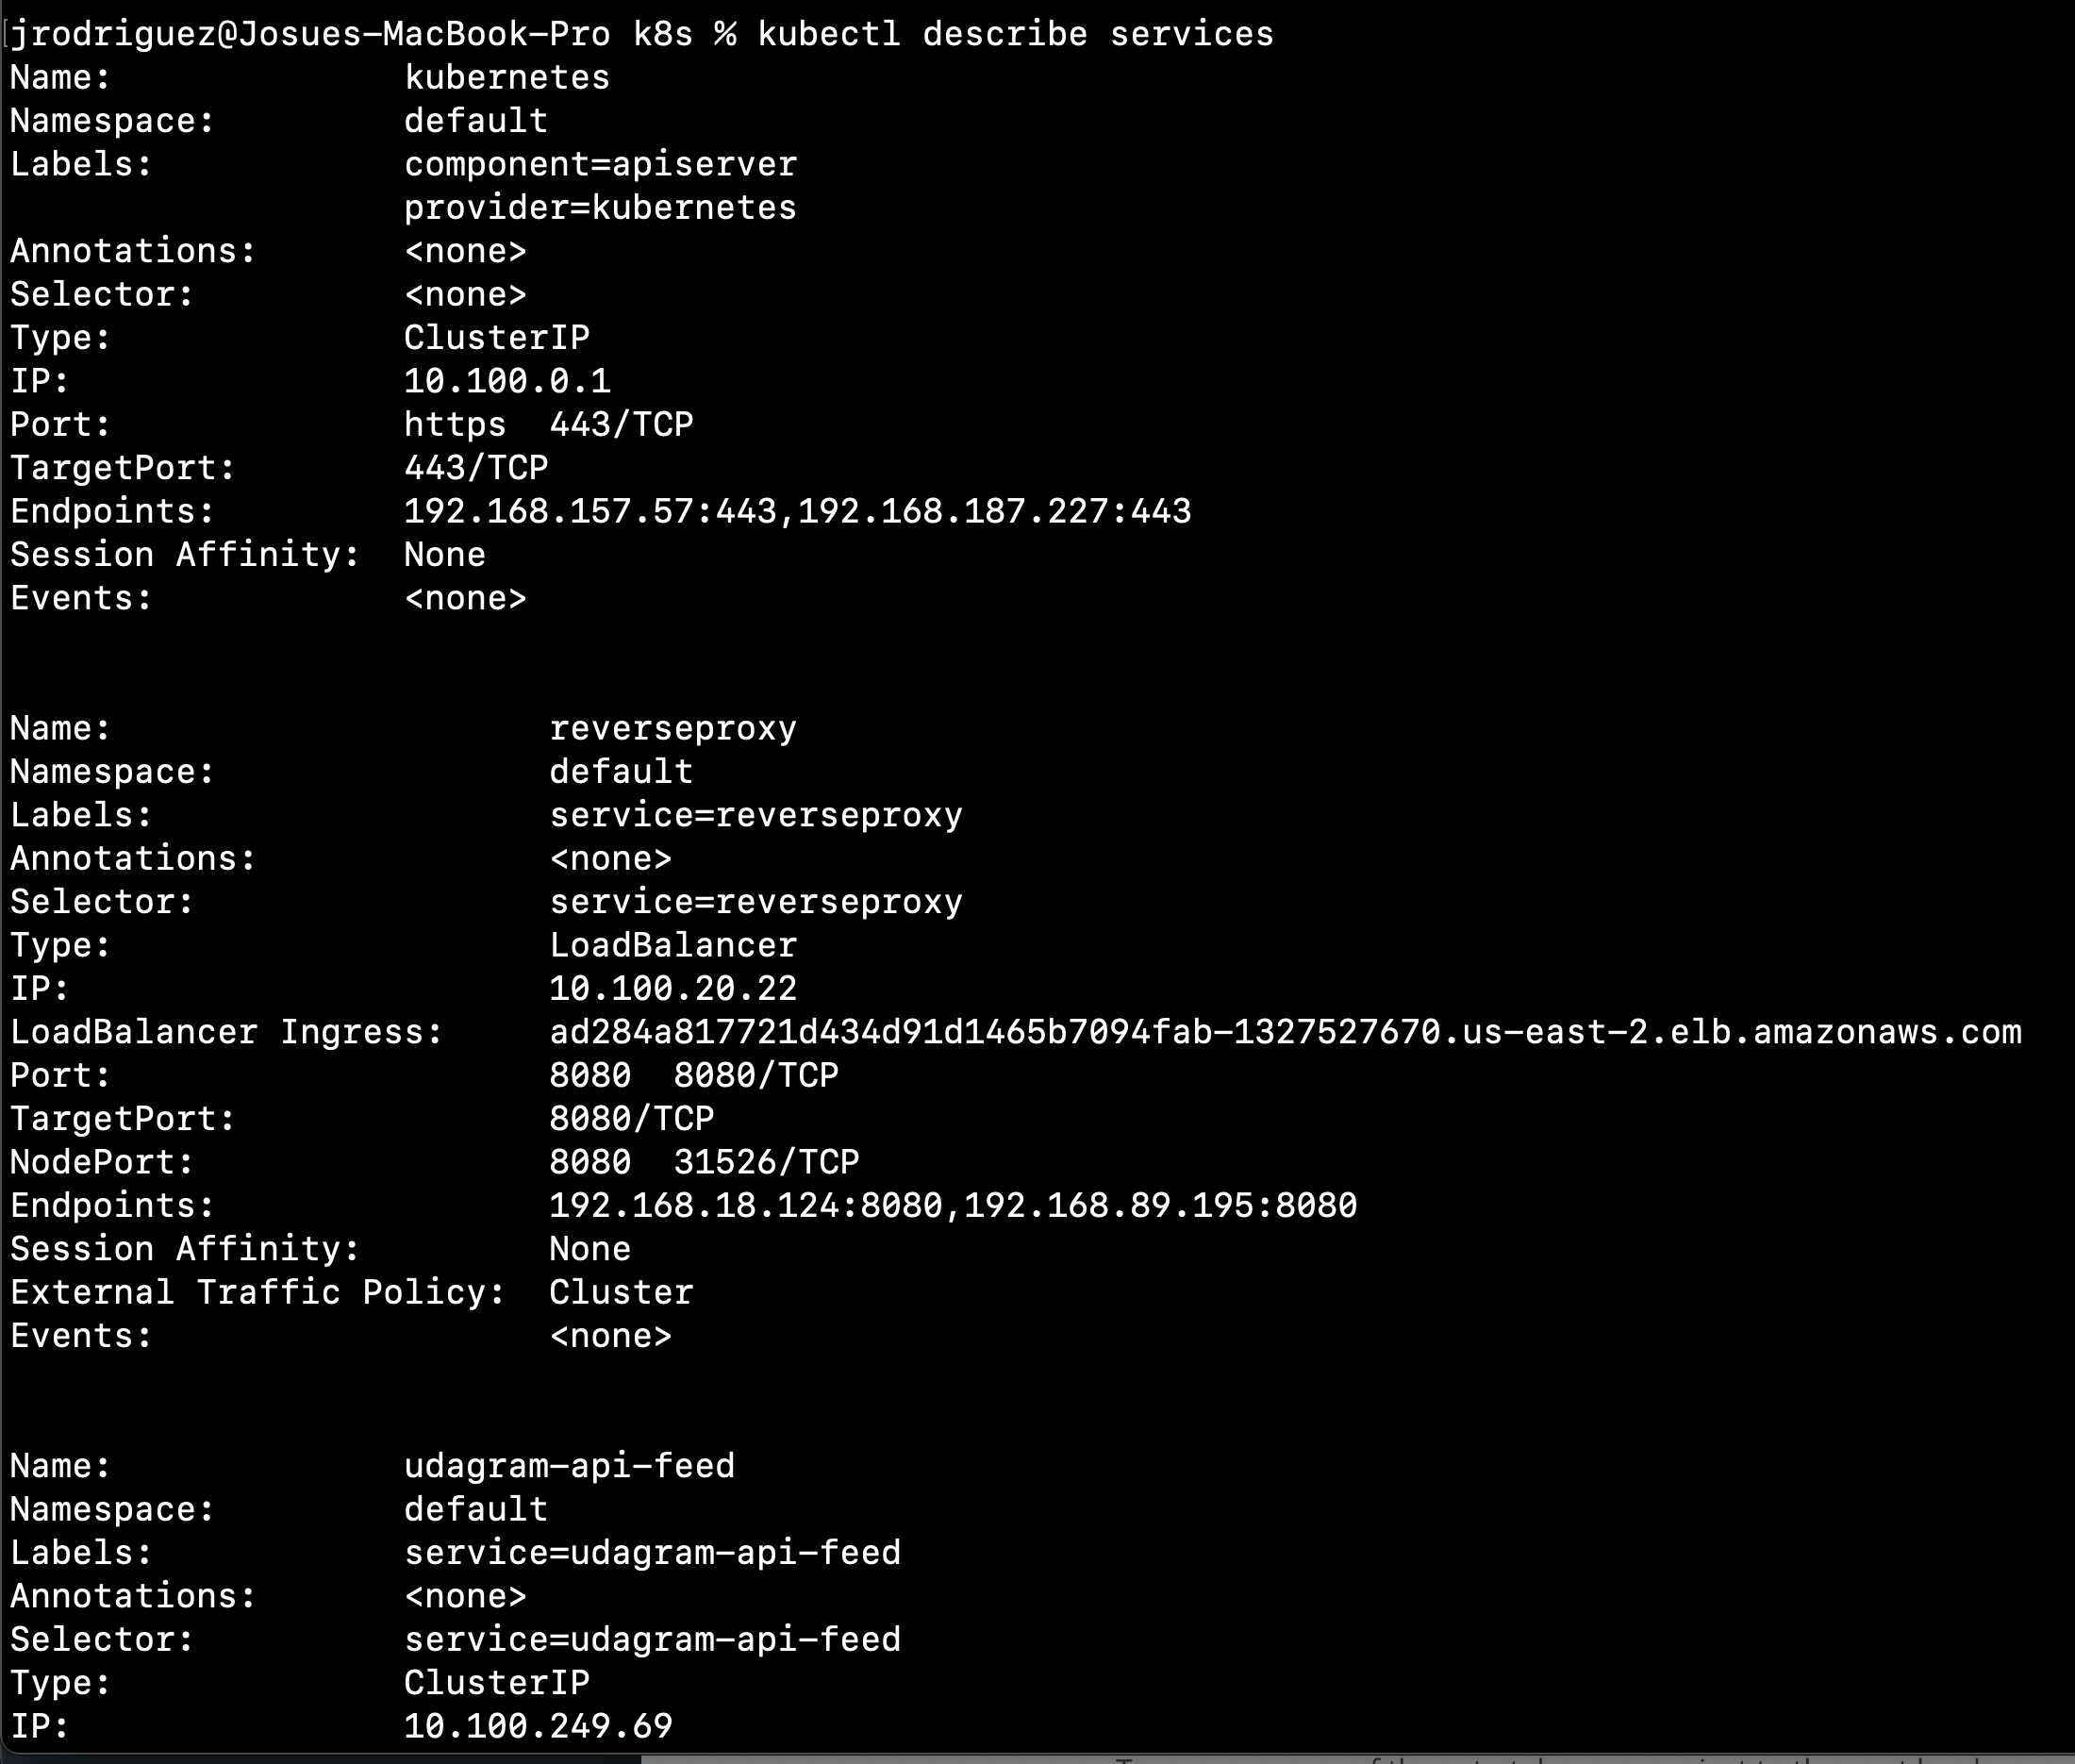 jrodriguez@Josues-MacBook-Pro k8s % kubectl describe services
Name:              kubernetes
Namespace:         default
Labels:            component=apiserver
                   provider=kubernetes
Annotations:       <none>
Selector:          <none>
Type:              ClusterIP
IP:                10.100.0.1
Port:              https  443/TCP
TargetPort:        443/TCP
Endpoints:         192.168.157.57:443,192.168.187.227:443
Session Affinity:  None
Events:            <none>
Name:                     reverseproxy
Namespace:                default
Labels:                   service=reverseproxy
Annotations:              <none>
Selector:                 service=reverseproxy
Type:                     LoadBalancer
IP:                       10.100.20.22
LoadBalancer Ingress:     ad284a817721d434d91d1465b7094fab-1327527670.us-east-2.elb.amazonaws.com
Port:                     8080  8080/TCP
TargetPort:               8080/TCP
NodePort:                 8080  31526/TCP
Endpoints:                192.168.18.124:8080,192.168.89.195:8080
Session Affinity:         None
External Traffic Policy:  Cluster
Events:                   <none>
Name:              udagram-api-feed
Namespace:         default
Labels:            service=udagram-api-feed
Annotations:       <none>
Selector:          service=udagram-api-feed
Type:              ClusterIP
IP:                10.100.249.69